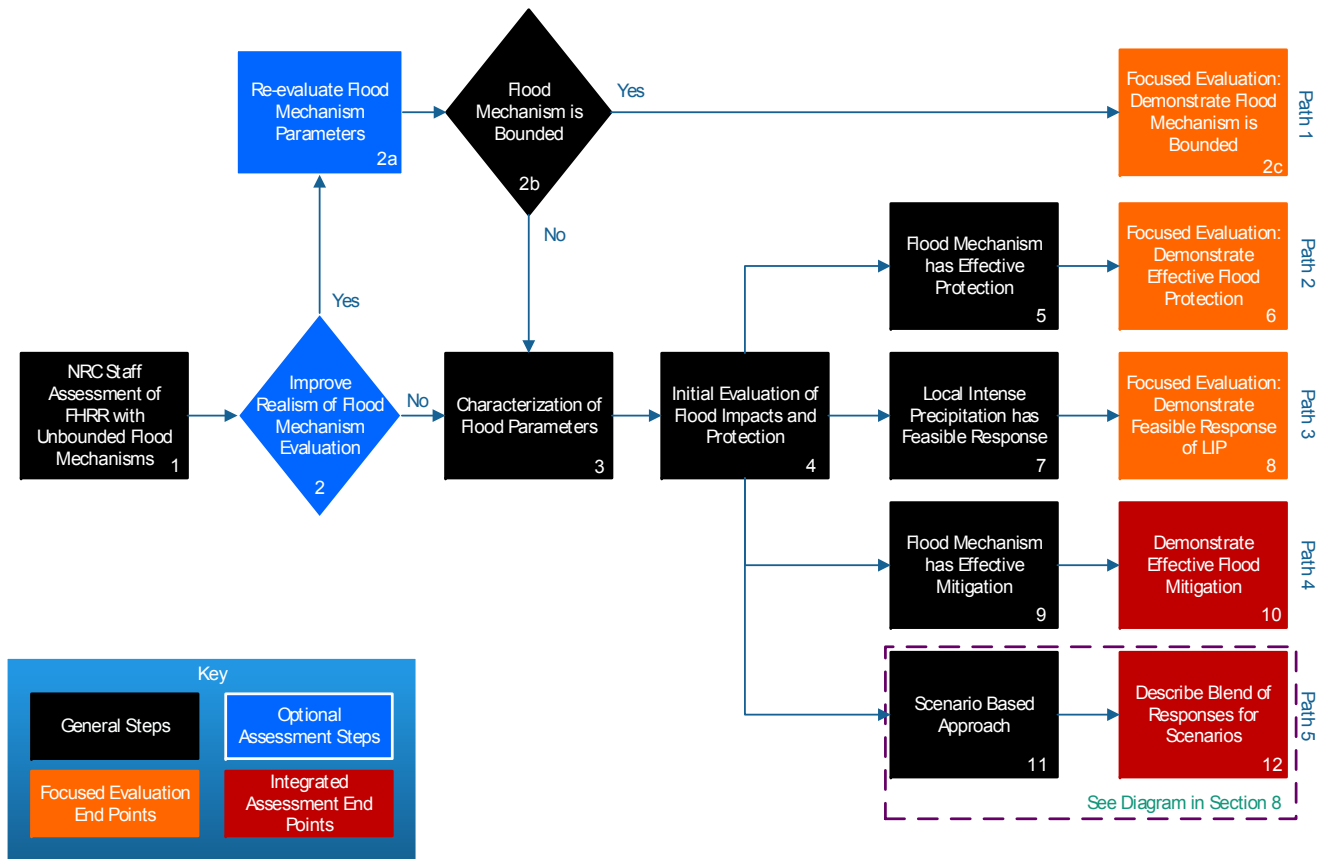 Re-evaluate Flood
Mechanism
Parameters
2a
Flood
Mechanism is
Bounded
2b
Yes
Focused Evaluation:
Demonstrate Flood
Mechanism is
Bounded
2c
Path 1
No
Flood Mechanism
has Effective
Protection
5
Focused Evaluation:
Demonstrate
Effective Flood
Protection
6
Path 2
Yes
NRC Staff
Assessment of
FHRR with
Unbounded Flood
Mechanisms
1
Improve
Realism of Flood
Mechanism
Evaluation
2
No
Characterization of
Flood Parameters
3
Initial Evaluation of
Flood Impacts and
Protection
4
Local Intense
Precipitation has
Feasible Response
7
Focused Evaluation:
Demonstrate
Feasible Response
of LIP
8
Path 3
Flood Mechanism
has Effective
Mitigation
9
Demonstrate
Effective Flood
Mitigation
10
Path 4
Scenario Based
Approach
11
Describe Blend of
Responses for
Scenarios
12
Path 5
See Diagram in Section 8
Key
General Steps
Optional
Assessment Steps
Focused Evaluation
End Points
Integrated
Assessment End
Points